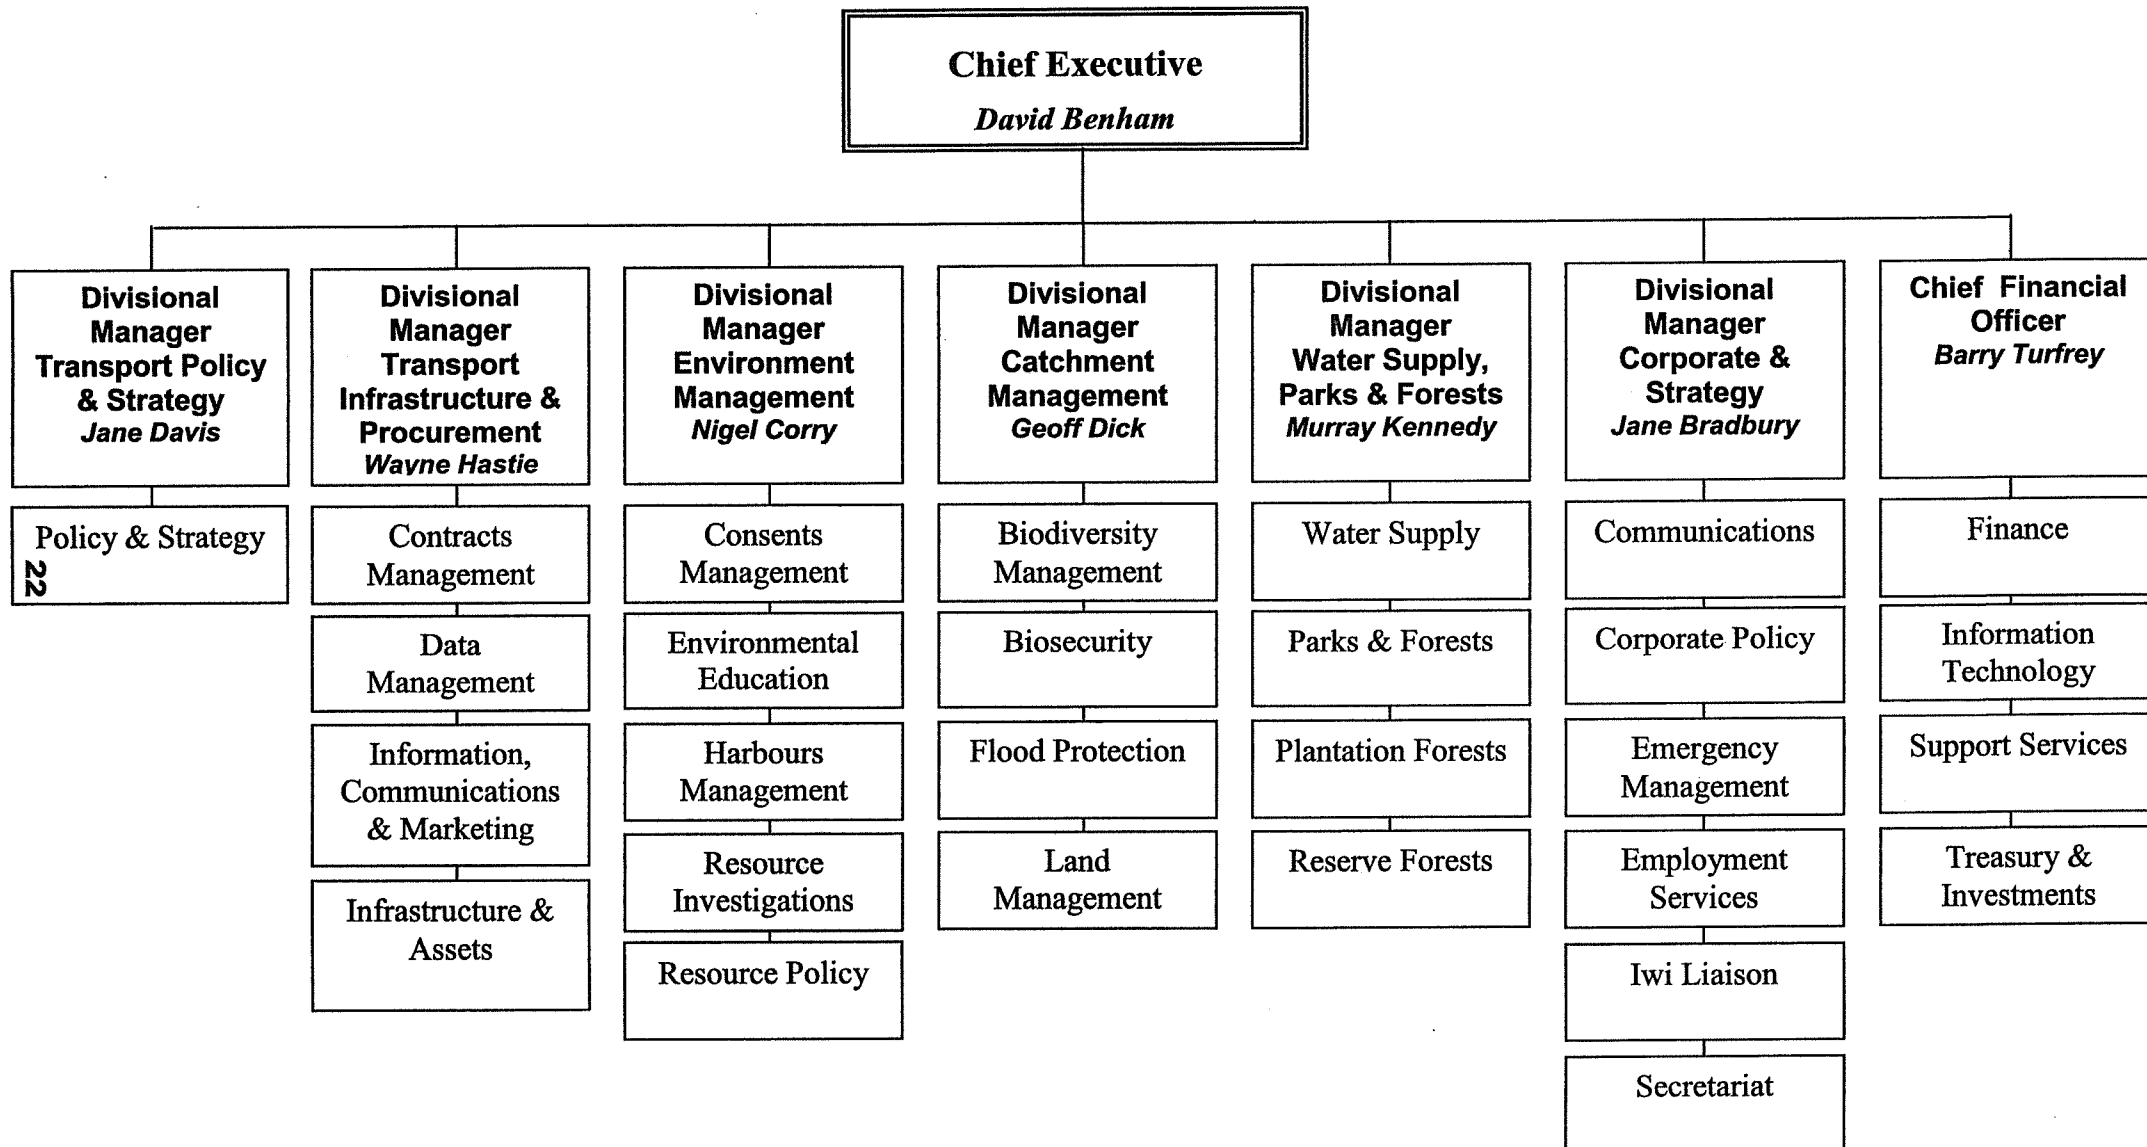 Chief Executive
David Benham
Divisional
Manager
Transport Policy
& Strategy
Jane Davis
Policy & Strategy
22
Divisional
Manager
Transport
Infrastructure &
Procurement
Wayne Hastie
Contracts
Management
Data
Management
Information,
Communications
& Marketing
Infrastructure &
Assets
Divisional
Manager
Environment
Management
Nigel Corry
Consents
Management
Environmental
Education
Harbours
Management
Resource
Investigations
Resource Policy
Divisional
Manager
Catchment
Management
Geoff Dick
Biodiversity
Management
Biosecurity
Flood Protection
Land
Management
Divisional
Manager
Water Supply,
Parks & Forests
Murray Kennedy
Water Supply
Parks & Forests
Plantation Forests
Reserve Forests
Divisional
Manager
Corporate &
Strategy
Jane Bradbury
Communications
Corporate Policy
Emergency
Management
Employment
Services
Iwi Liaison
Secretariat
Chief Financial
Officer
Barry Turfrey
Finance
Information
Technology
Support Services
Treasury &
Investments